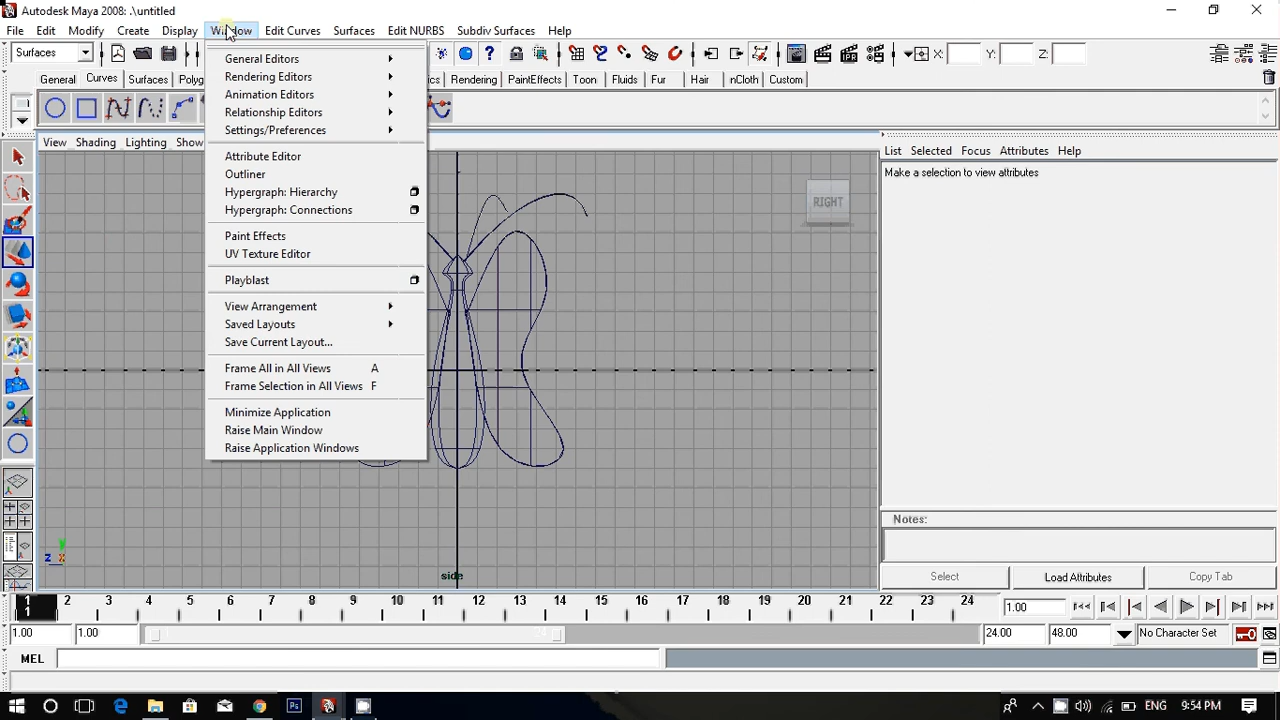 Autodesk Maya 2008: .\untitled
File Edit Modify Create Display Window Edit Curves Surfaces Edit NURBS Subdiv Surfaces Help
Surfaces X: Y: Z:
General Curves Surfaces Rendering PaintEffects Toon Fluids Fur Hair nCloth Custom
View Shading Lighting Show
List Selected Focus Attributes Help
Make a selection to view attributes
General Editors
Rendering Editors
Animation Editors
Relationship Editors
Settings/Preferences
Attribute Editor
Outliner
Hypergraph: Hierarchy
Hypergraph: Connections
Paint Effects
UV Texture Editor
Playblast
View Arrangement
Saved Layouts
Save Current Layout...
Frame All in All Views A
Frame Selection in All Views F
Minimize Application
Raise Main Window
Raise Application Windows
RIGHT
y
z x
side
Notes:
Select Load Attributes Copy Tab
1 2 3 4 5 6 7 8 9 10 11 12 13 14 15 16 17 18 19 20 21 22 23 24 1.00
1.00 1.00 24 24.00 48.00 No Character Set
MEL
ENG 9:54 PM